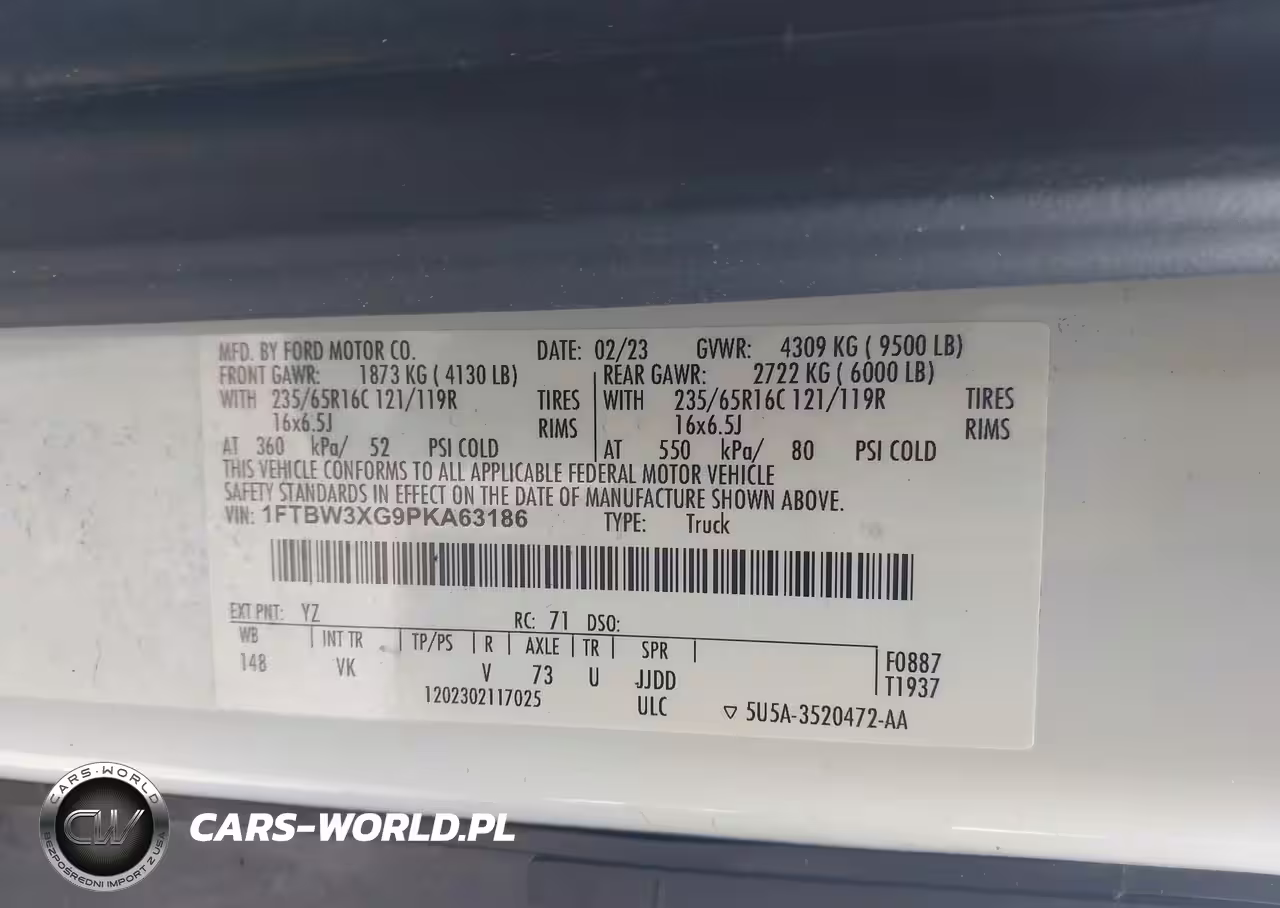 MFD. BY FORD MOTOR CO. DATE: 02/23 GVWR: 4309 KG ( 9500 LB)
FRONT GAWR: 1873 KG ( 4130 LB) REAR GAWR: 2722 KG ( 6000 LB)
WITH 235/65R16C 121/119R TIRES WITH 235/65R16C 121/119R TIRES
16x6.5J RIMS 16x6.5J RIMS
AT 360 kPa/ 52 PSI COLD AT 550 kPa/ 80 PSI COLD
THIS VEHICLE CONFORMS TO ALL APPLICABLE FEDERAL MOTOR VEHICLE
SAFETY STANDARDS IN EFFECT ON THE DATE OF MANUFACTURE SHOWN ABOVE.
VIN: 1FTBW3XG9PKA63186 TYPE: Truck
EXT PNT: YZ RC: 71 DSO:
WB INT TR TP/PS R AXLE TR SPR
148 VK V 73 U JJDD F0887
T1937
1202302117025 ULC 5U5A-3520472-AA
CARS-WORLD
CW
BEZPOŚREDNI IMPORT Z USA
CARS-WORLD.PL